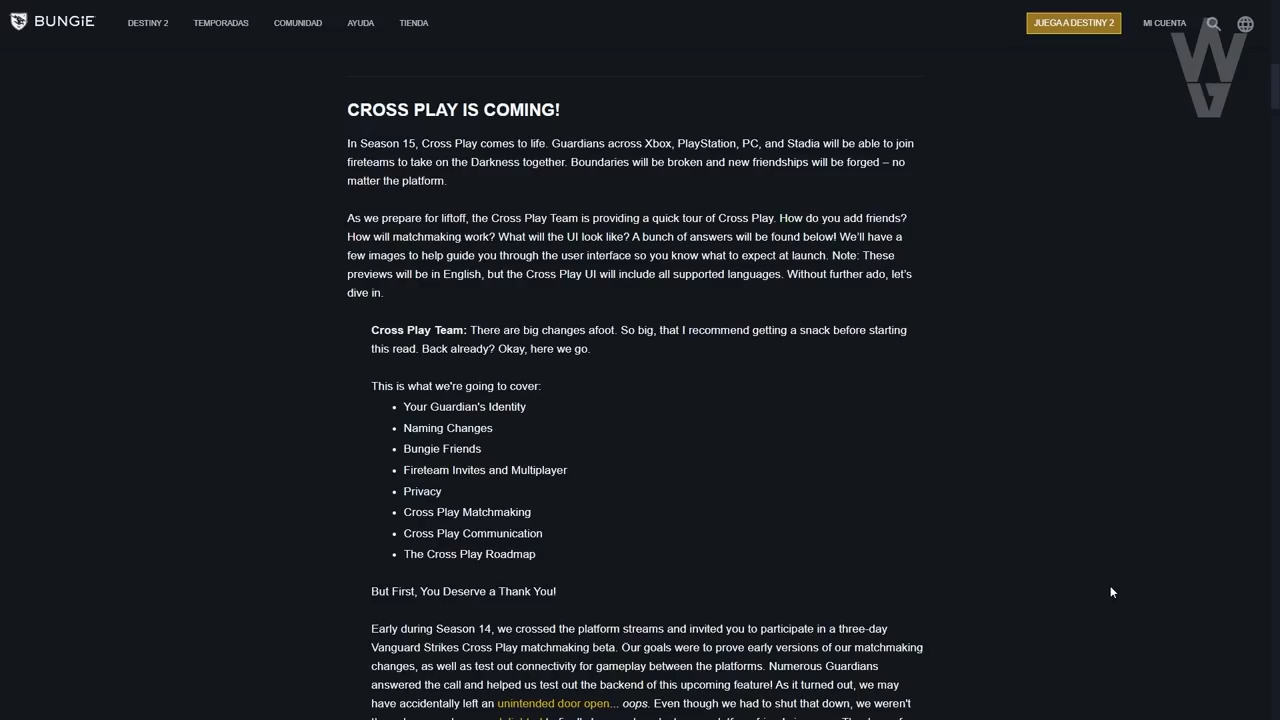 BUNGiE
DESTINY 2
TEMPORADAS
COMUNIDAD
AYUDA
TIENDA
JUEGA A DESTINY 2
MI CUENTA
WG
CROSS PLAY IS COMING!
In Season 15, Cross Play comes to life. Guardians across Xbox, PlayStation, PC, and Stadia will be able to join
fireteams to take on the Darkness together. Boundaries will be broken and new friendships will be forged – no
matter the platform.
As we prepare for liftoff, the Cross Play Team is providing a quick tour of Cross Play. How do you add friends?
How will matchmaking work? What will the UI look like? A bunch of answers will be found below! We'll have a
few images to help guide you through the user interface so you know what to expect at launch. Note: These
previews will be in English, but the Cross Play UI will include all supported languages. Without further ado, let's
dive in.
Cross Play Team: There are big changes afoot. So big, that I recommend getting a snack before starting
this read. Back already? Okay, here we go.
This is what we're going to cover:
• Your Guardian's Identity
• Naming Changes
• Bungie Friends
• Fireteam Invites and Multiplayer
• Privacy
• Cross Play Matchmaking
• Cross Play Communication
• The Cross Play Roadmap
But First, You Deserve a Thank You!
Early during Season 14, we crossed the platform streams and invited you to participate in a three-day
Vanguard Strikes Cross Play matchmaking beta. Our goals were to prove early versions of our matchmaking
changes, as well as test out connectivity for gameplay between the platforms. Numerous Guardians
answered the call and helped us test out the backend of this upcoming feature! As it turned out, we may
have accidentally left an unintended door open... oops. Even though we had to shut that down, we weren't